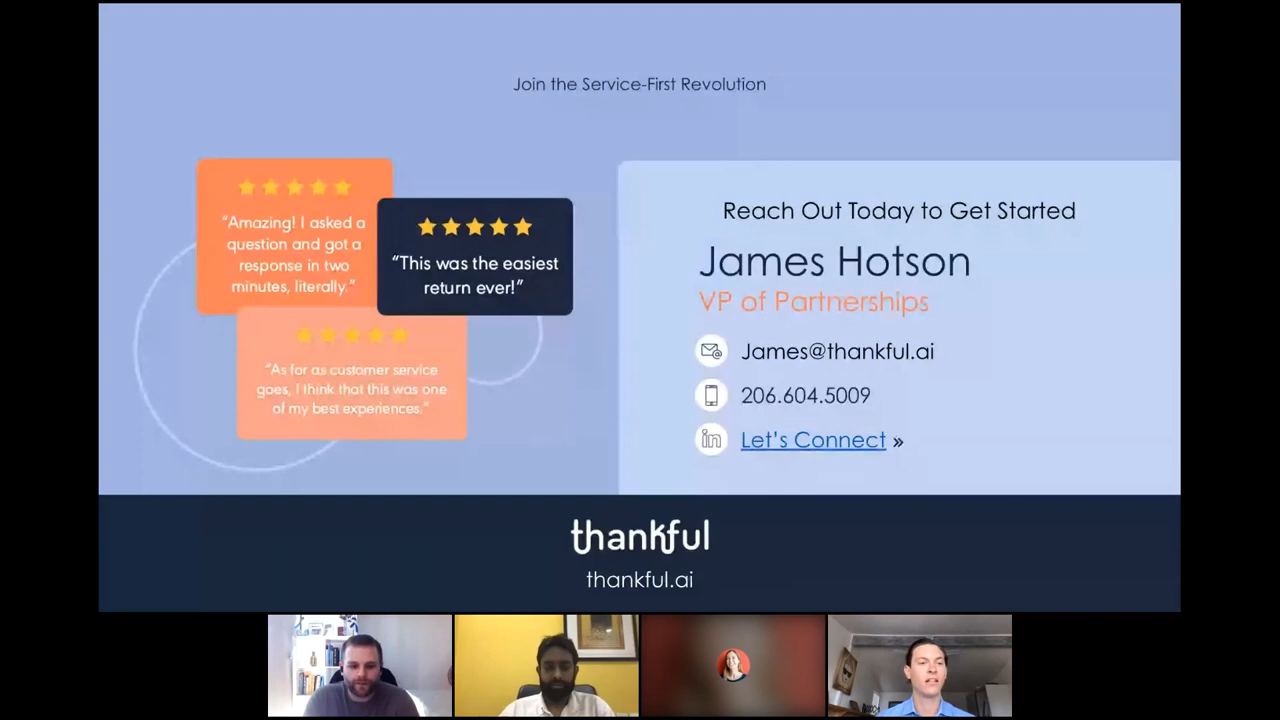 Join the Service-First Revolution
“Amazing! I asked a
question and got a
response in two
minutes, literally.”
“This was the easiest
return ever!”
“As for as customer service
goes, I think that this was one
of my best experiences.”
Reach Out Today to Get Started
James Hotson
VP of Partnerships
James@thankful.ai
206.604.5009
in
Let’s Connect »
thankful
thankful.ai